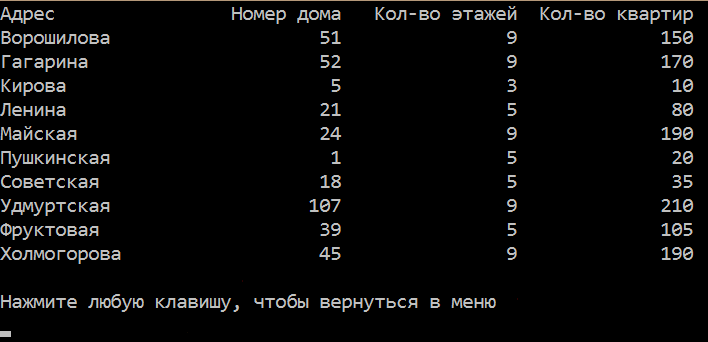 Адрес Номер дома Кол-во этажей Кол-во квартир
Ворошилова 51 9 150
Гагарина 52 9 170
Кирова 5 3 10
Ленина 21 5 80
Майская 24 9 190
Пушкинская 1 5 20
Советская 18 5 35
Удмуртская 107 9 210
Фруктовая 39 5 105
Холмогорова 45 9 190
Нажмите любую клавишу, чтобы вернуться в меню